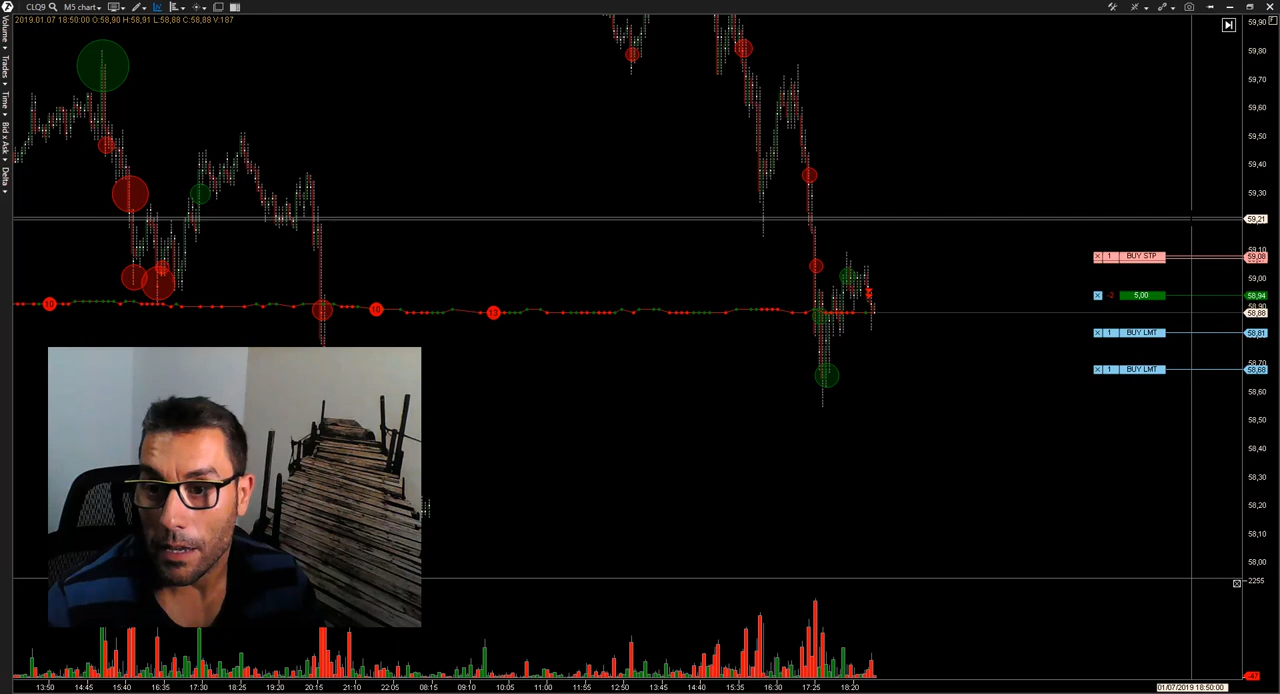 CLQ9 M5 chart
2019.01.07 18:50:00 O:58,90 H:58,91 L:58,88 C:58,88 V:187
Volume
Trades
Time
Bid x Ask
Delta
59,90
59,80
59,70
59,60
59,50
59,40
59,30
59,21
59,10
× 1 BUY STP 59,08
59,00
× -2 5,00 58,94
58,90
58,88
× 1 BUY LMT 58,81
58,70
× 1 BUY LMT 58,68
58,60
58,50
58,40
58,30
58,20
58,10
58,00
10 10 13
2255
-47
13:50 14:45 15:40 16:35 17:30 18:25 19:20 20:15 21:10 22:05 08:15 09:10 10:05 11:00 11:55 12:50 13:45 14:40 15:35 16:30 17:25 18:20 01/07/2019 18:50:00